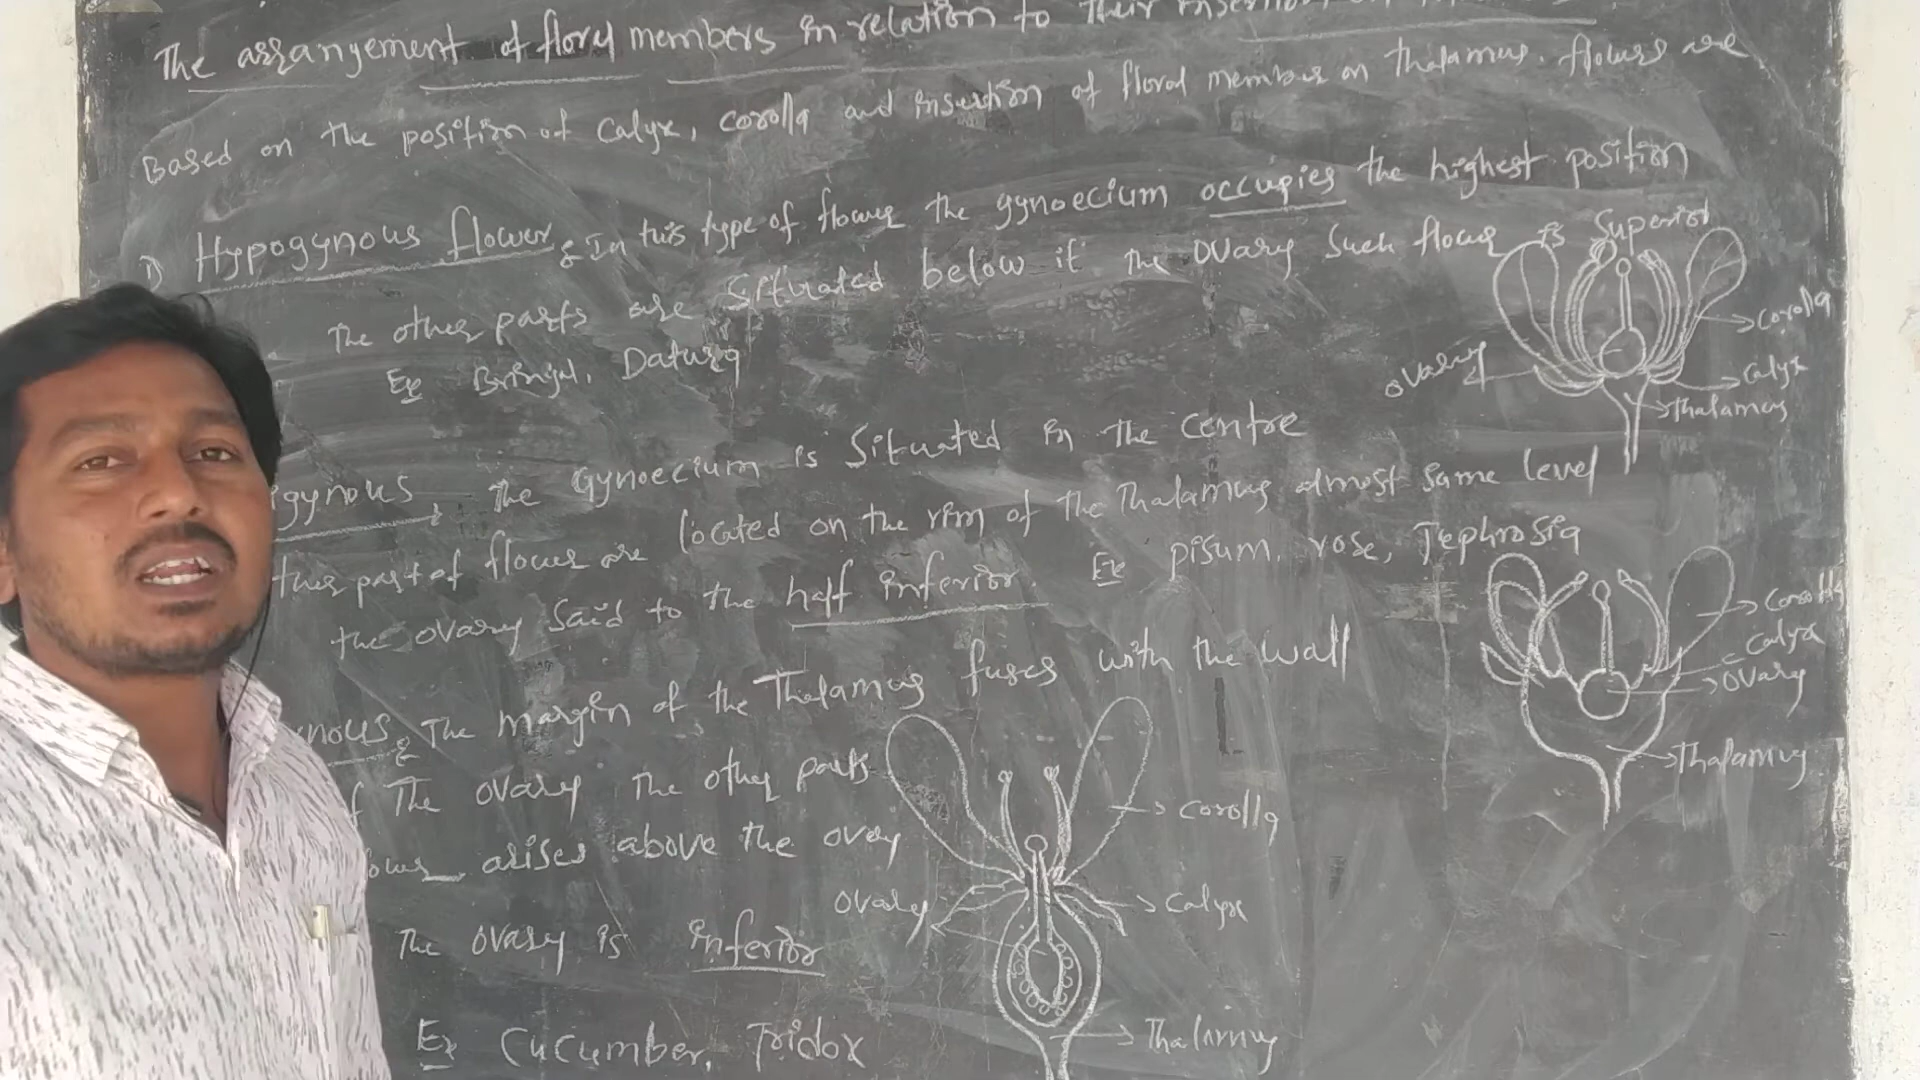 The arrangement of floral members in relation to their insertion on
Based on the position of Calyx, corolla and insertion of floral member on Thalamus. flowers are
1) Hypogynous flower : In this type of flower the gynoecium occupies the highest position
The other parts are Situated below it. The Ovary Such flower is Superior
Ex Brinjal, Datura
Corolla
Calyx
Ovary
Thalamus
igynous The Gynoecium is Situated in the centre
ther part of flower are located on the rim of the Thalamus almost same level
the ovary said to the half inferior. Ex pisum, rose, Tephrosia
Corolla
Calyx
Ovary
Thalamus
nous : The margin of the Thalamus fuses with the wall
f The ovary The other parts
ower arises above the ovary
Corolla
Ovary
Calyx
The ovary is inferior
Ex Cucumber, Tridax
Thalamus